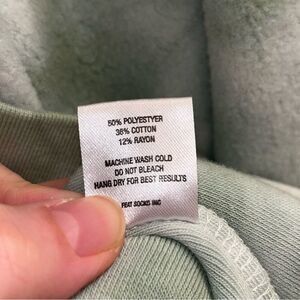 50% POLYESTYER
38% COTTON
12% RAYON
MACHINE WASH COLD
DO NOT BLEACH
HANG DRY FOR BEST RESULTS
FEAT SOCKS INC